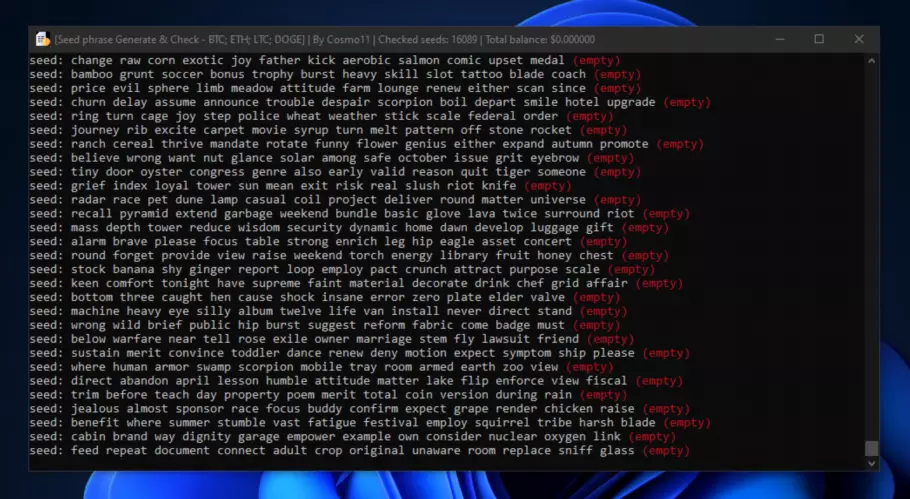 [Seed phrase Generate & Check - BTC; ETH; LTC; DOGE] | By Cosmo11 | Checked seeds: 16089 | Total balance: $0.000000
seed: change raw corn exotic joy father kick aerobic salmon comic upset medal (empty)
seed: bamboo grunt soccer bonus trophy burst heavy skill slot tattoo blade coach (empty)
seed: price evil sphere limb meadow attitude farm lounge renew either scan since (empty)
seed: churn delay assume announce trouble despair scorpion boil depart smile hotel upgrade (empty)
seed: ring turn cage joy step police wheat weather stick scale federal order (empty)
seed: journey rib excite carpet movie syrup turn melt pattern off stone rocket (empty)
seed: ranch cereal thrive mandate rotate funny flower genius either expand autumn promote (empty)
seed: believe wrong want nut glance solar among safe october issue grit eyebrow (empty)
seed: tiny door oyster congress genre also early valid reason quit tiger someone (empty)
seed: grief index loyal tower sun mean exit risk real slush riot knife (empty)
seed: radar race pet dune lamp casual coil project deliver round matter universe (empty)
seed: recall pyramid extend garbage weekend bundle basic glove lava twice surround riot (empty)
seed: mass depth tower reduce wisdom security dynamic home dawn develop luggage gift (empty)
seed: alarm brave please focus table strong enrich leg hip eagle asset concert (empty)
seed: round forget provide view raise weekend torch energy library fruit honey chest (empty)
seed: stock banana shy ginger report loop employ pact crunch attract purpose scale (empty)
seed: keen comfort tonight have supreme faint material decorate drink chef grid affair (empty)
seed: bottom three caught hen cause shock insane error zero plate elder valve (empty)
seed: machine heavy eye silly album twelve life van install never direct stand (empty)
seed: wrong wild brief public hip burst suggest reform fabric come badge must (empty)
seed: below warfare near tell rose exile owner marriage stem fly lawsuit friend (empty)
seed: sustain merit convince toddler dance renew deny motion expect symptom ship please (empty)
seed: where human armor swamp scorpion mobile tray room armed earth zoo view (empty)
seed: direct abandon april lesson humble attitude matter lake flip enforce view fiscal (empty)
seed: trim before teach day property poem merit total coin version during rain (empty)
seed: jealous almost sponsor race focus buddy confirm expect grape render chicken raise (empty)
seed: benefit where summer stumble vast fatigue festival employ squirrel tribe harsh blade (empty)
seed: cabin brand way dignity garage empower example own consider nuclear oxygen link (empty)
seed: feed repeat document connect adult crop original unaware room replace sniff glass (empty)